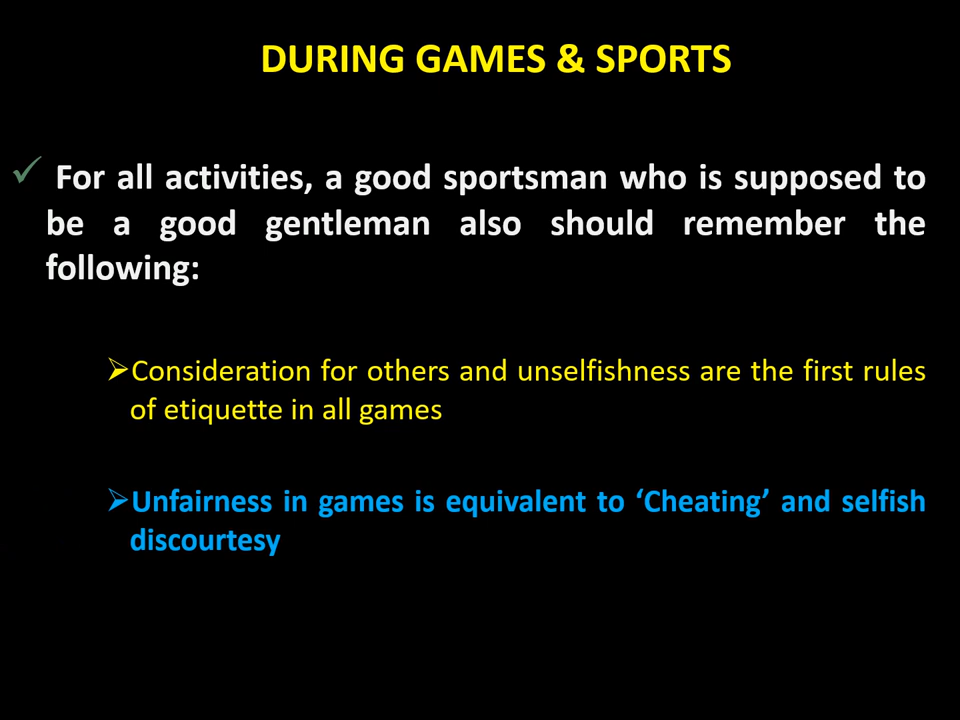 DURING GAMES & SPORTS
✓ For all activities, a good sportsman who is supposed to
be a good gentleman also should remember the
following:
➢Consideration for others and unselfishness are the first rules
of etiquette in all games
➢Unfairness in games is equivalent to ‘Cheating’ and selfish
discourtesy